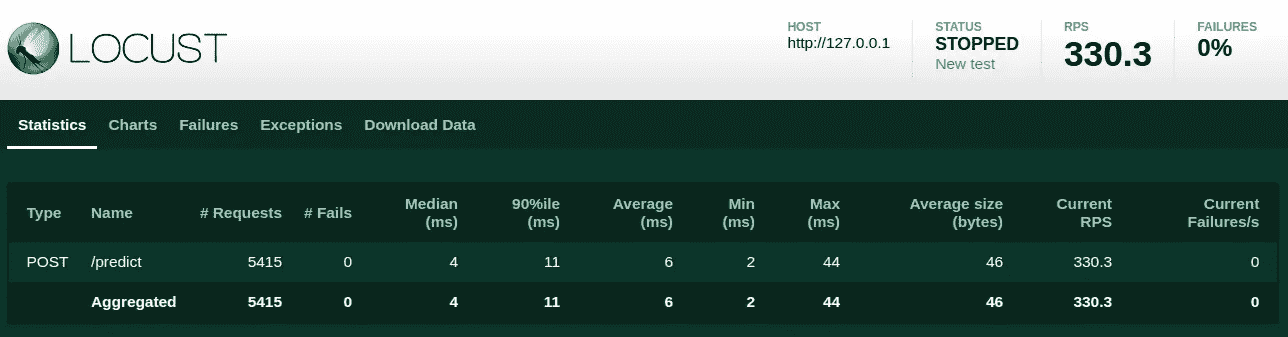 LOCUST
HOST
http://127.0.0.1
STATUS
STOPPED
New test
RPS
330.3
FAILURES
0%
Statistics Charts Failures Exceptions Download Data
Type Name # Requests # Fails Median (ms) 90%ile (ms) Average (ms) Min (ms) Max (ms) Average size (bytes) Current RPS Current Failures/s
POST /predict 5415 0 4 11 6 2 44 46 330.3 0
Aggregated 5415 0 4 11 6 2 44 46 330.3 0